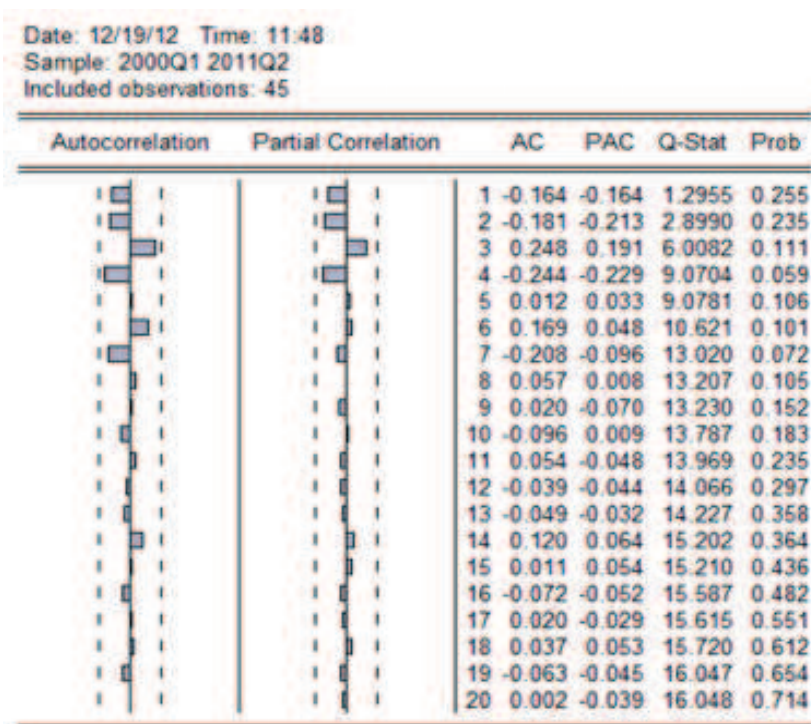 Date: 12/19/12 Time: 11:48
Sample: 2000Q1 2011Q2
Included observations: 45
Autocorrelation Partial Correlation AC PAC Q-Stat Prob
1 -0.164 -0.164 1.2955 0.255
2 -0.181 -0.213 2.8990 0.235
3 0.248 0.191 6.0082 0.111
4 -0.244 -0.229 9.0704 0.059
5 0.012 0.033 9.0781 0.106
6 0.169 0.048 10.621 0.101
7 -0.208 -0.096 13.020 0.072
8 0.057 0.008 13.207 0.105
9 0.020 -0.070 13.230 0.152
10 -0.096 0.009 13.787 0.183
11 0.054 -0.048 13.969 0.235
12 -0.039 -0.044 14.066 0.297
13 -0.049 -0.032 14.227 0.358
14 0.120 0.064 15.202 0.364
15 0.011 0.054 15.210 0.436
16 -0.072 -0.052 15.587 0.482
17 0.020 -0.029 15.615 0.551
18 0.037 0.053 15.720 0.612
19 -0.063 -0.045 16.047 0.654
20 0.002 -0.039 16.048 0.714